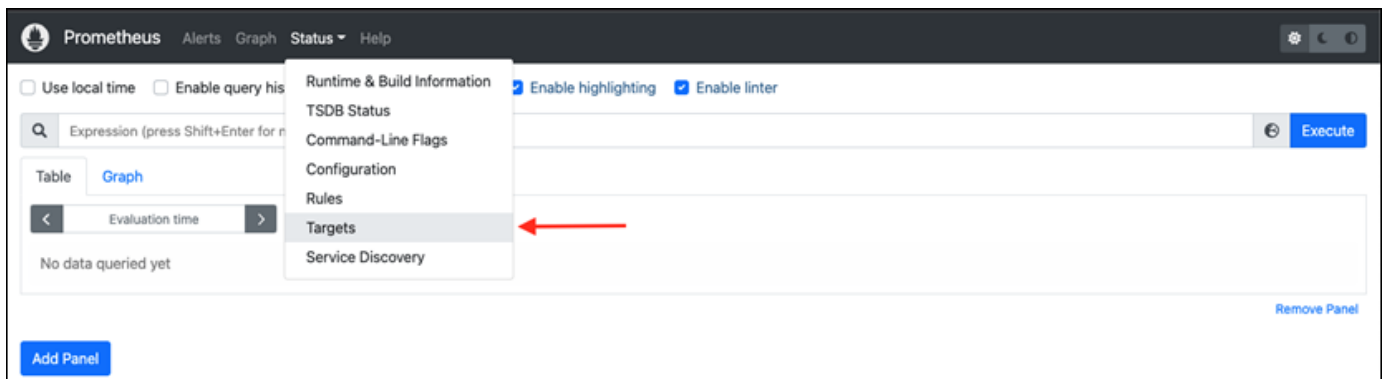 Prometheus Alerts Graph Status Help
Use local time Enable query his Enable highlighting Enable linter
Runtime & Build Information
TSDB Status
Expression (press Shift+Enter for n
Execute
Command-Line Flags
Table Graph
Configuration
Rules
Evaluation time
Targets
No data queried yet
Service Discovery
Remove Panel
Add Panel